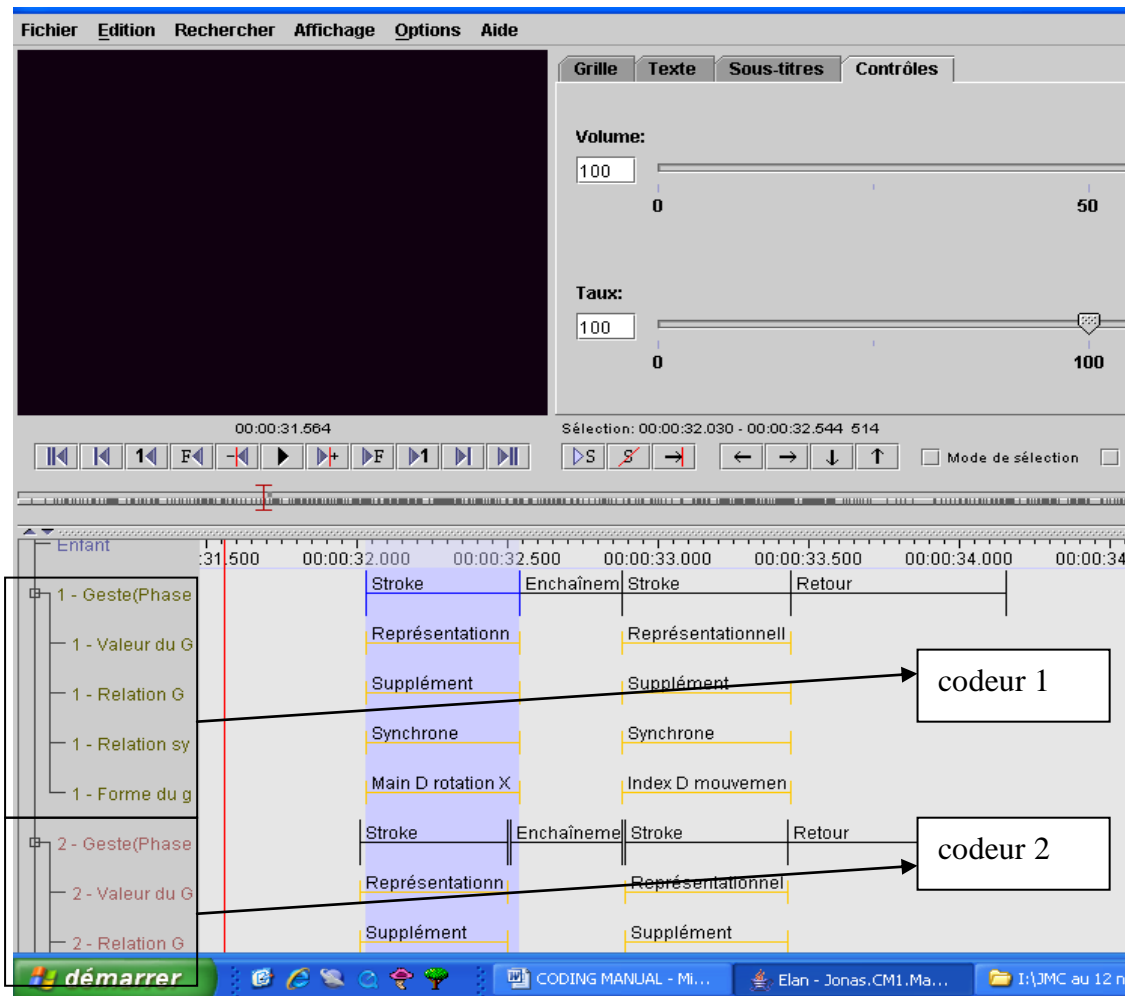 Fichier Edition Rechercher Affichage Options Aide
Grille Texte Sous-titres Contrôles
Volume:
100
0 50
Taux:
100
0 100
00:00:31.564
Sélection: 00:00:32.030 - 00:00:32.544 514
1 F + F 1 S S Mode de sélection
Enfant
:31.500 00:00:32.000 00:00:32.500 00:00:33.000 00:00:33.500 00:00:34.000 00:00:34
1 - Geste(Phase Stroke Enchaînem Stroke Retour
1 - Valeur du G Représentationn Représentationnell
1 - Relation G Supplément Supplément
codeur 1
1 - Relation sy Synchrone Synchrone
1 - Forme du g Main D rotation X Index D mouvemen
2 - Geste(Phase Stroke Enchaîneme Stroke Retour
codeur 2
2 - Valeur du G Représentationn Représentationnel
2 - Relation G Supplément Supplément
démarrer CODING MANUAL - Mi... Elan - Jonas.CM1.Ma... I:\JMC au 12 n